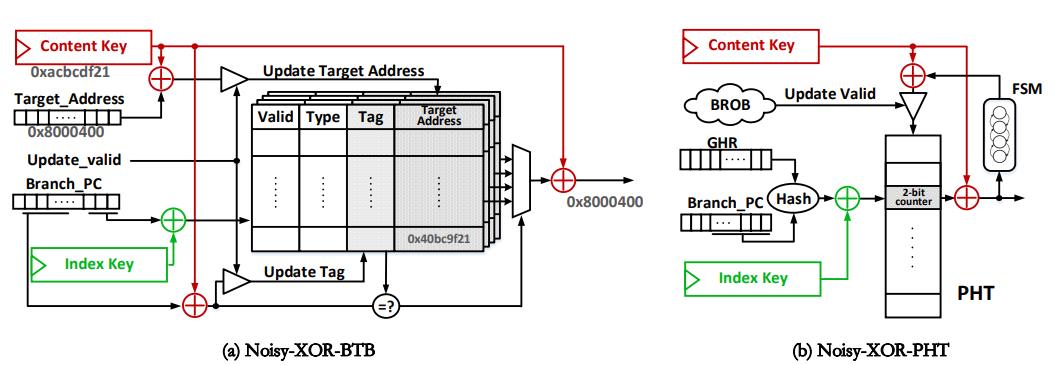 Content Key
0xacbcdf21
Target_Address
0x8000400
Update_valid
Branch_PC
Index Key
Update Target Address
Valid
Type
Tag
Target
Address
0x40bc9f21
Update Tag
=?
0x8000400
(a) Noisy-XOR-BTB
Content Key
BROB
Update Valid
FSM
GHR
Branch_PC
Hash
2-bit
counter
Index Key
PHT
(b) Noisy-XOR-PHT